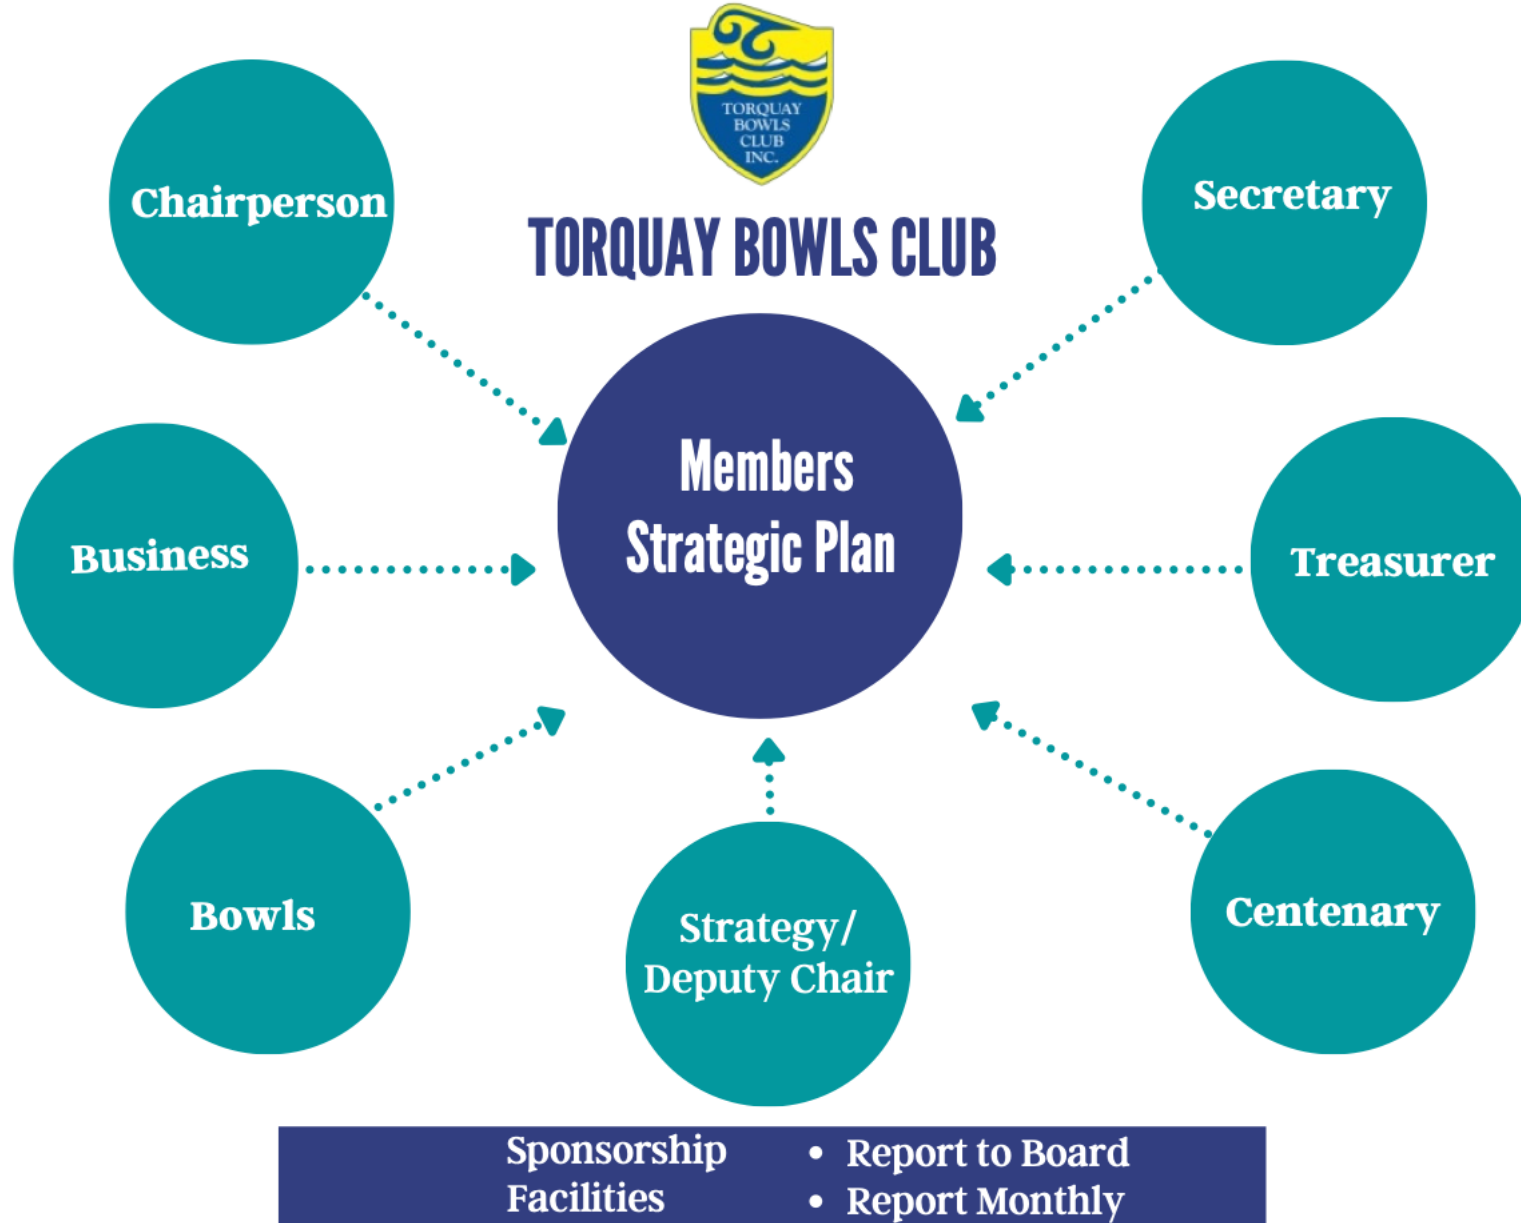 TORQUAY
BOWLS
CLUB
INC.
TORQUAY BOWLS CLUB
Chairperson
Secretary
Members
Strategic Plan
Business
Treasurer
Bowls
Strategy/
Deputy Chair
Centenary
Sponsorship
Facilities
• Report to Board
• Report Monthly